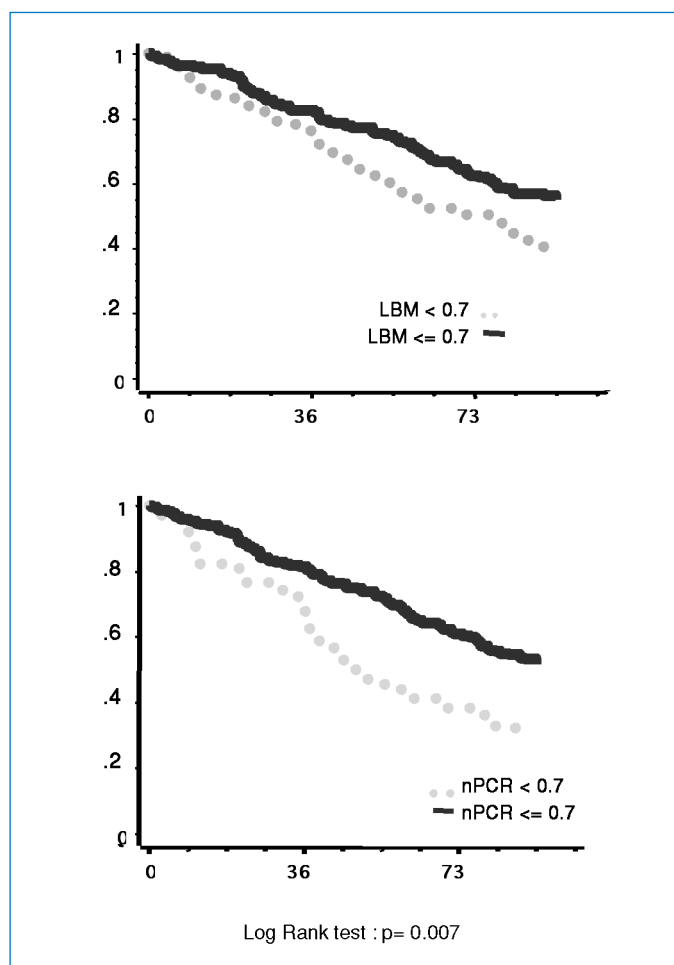 1
.8
.6
.4
.2
0
LBM < 0.7
LBM <= 0.7
0 36 73
1
.8
.6
.4
.2
0
nPCR < 0.7
nPCR <= 0.7
0 36 73
Log Rank test : p= 0.007